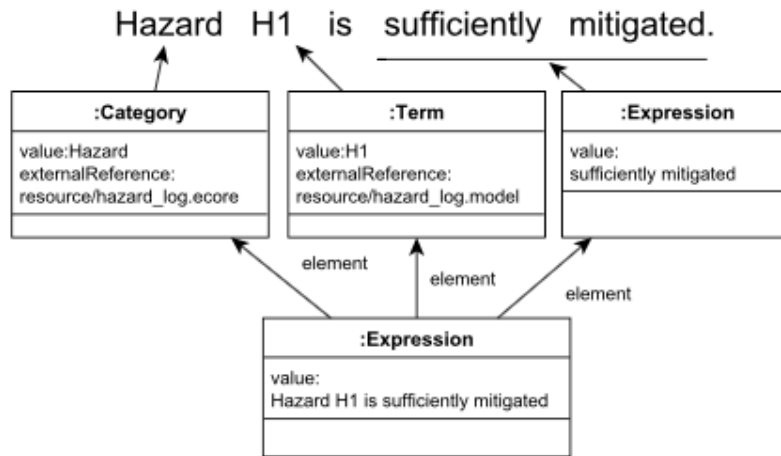 Hazard H1 is sufficiently mitigated.
:Category
value:Hazard
externalReference:
resource/hazard_log.ecore
:Term
value:H1
externalReference:
resource/hazard_log.model
:Expression
value:
sufficiently mitigated
element
element
element
:Expression
value:
Hazard H1 is sufficiently mitigated